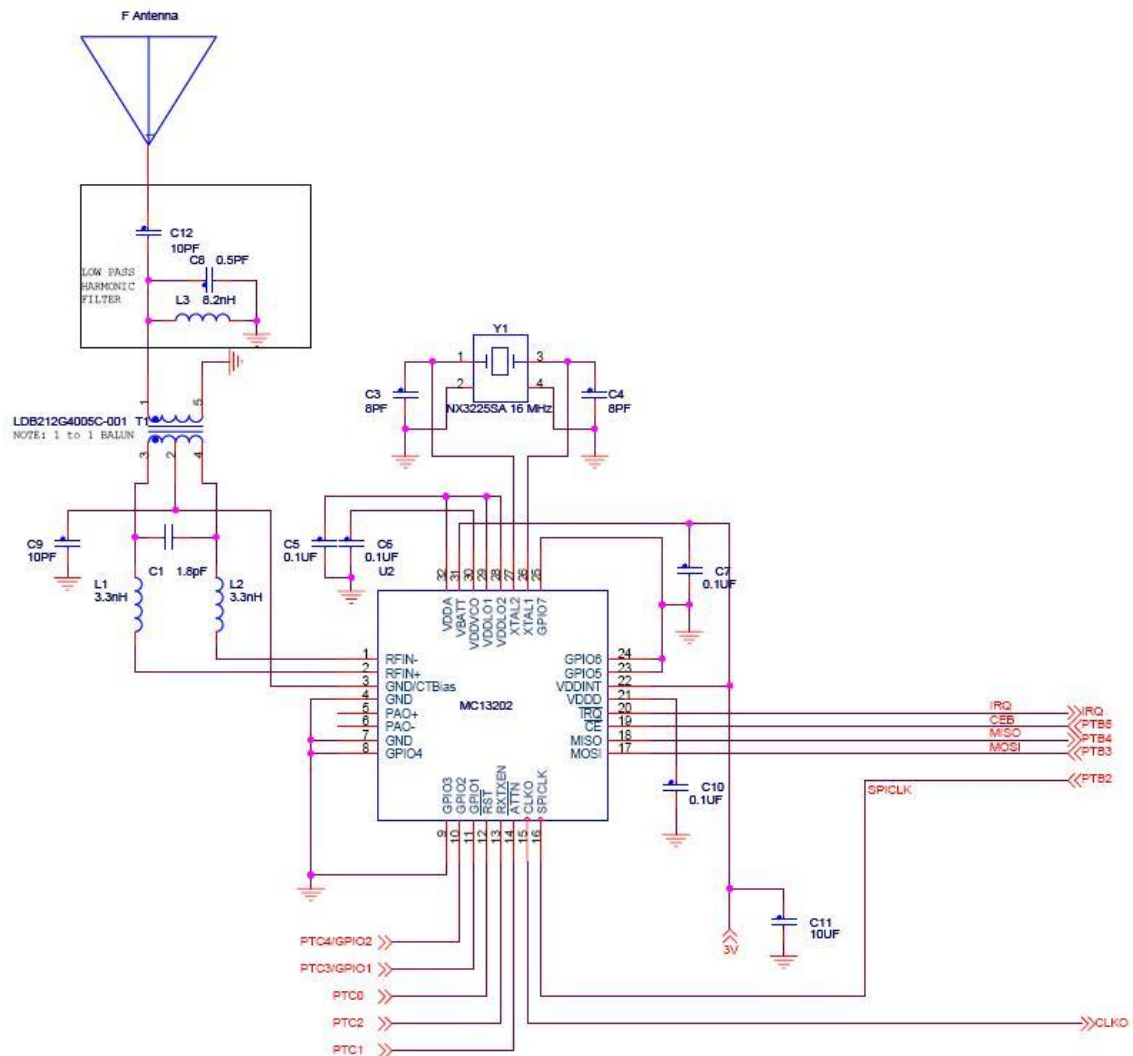 F Antenna
C12
10PF
C8 0.5PF
LOW PASS
HARMONIC
FILTER
L3 8.2nH
1
5
LDB212G4005C-001 T1
NOTE: 1 to 1 BALUN
3
2
4
C9
10PF
C1 1.8pF
L1
3.3nH
L2
3.3nH
Y1
1
3
2
4
C3
8PF
NX3225SA 16 MHz
C4
8PF
C5
0.1UF
C6
0.1UF
U2
C7
0.1UF
32
31
30
29
28
27
26
25
VDDA
VBATT
VDDVCO
VDDLO1
VDDLO2
XTAL2
XTAL1
GPIO7
1 RFIN-
2 RFIN+
3 GND/CTBias
4 GND
5 PAO+
6 PAO-
7 GND
8 GPIO4
MC13202
GPIO6 24
GPIO5 23
VDDINT 22
VDDD 21
IRQ 20
CE 19
MISO 18
MOSI 17
GPIO3
GPIO2
GPIO1
RST
RXTXEN
ATTN
CLKO
SPICLK
9
10
11
12
13
14
15
16
IRQ IRQ
CEB PTB5
MISO PTB4
MOSI PTB3
SPICLK PTB2
C10
0.1UF
C11
10UF
3V
PTC4/GPIO2
PTC3/GPIO1
PTC0
PTC2
CLKO
PTC1